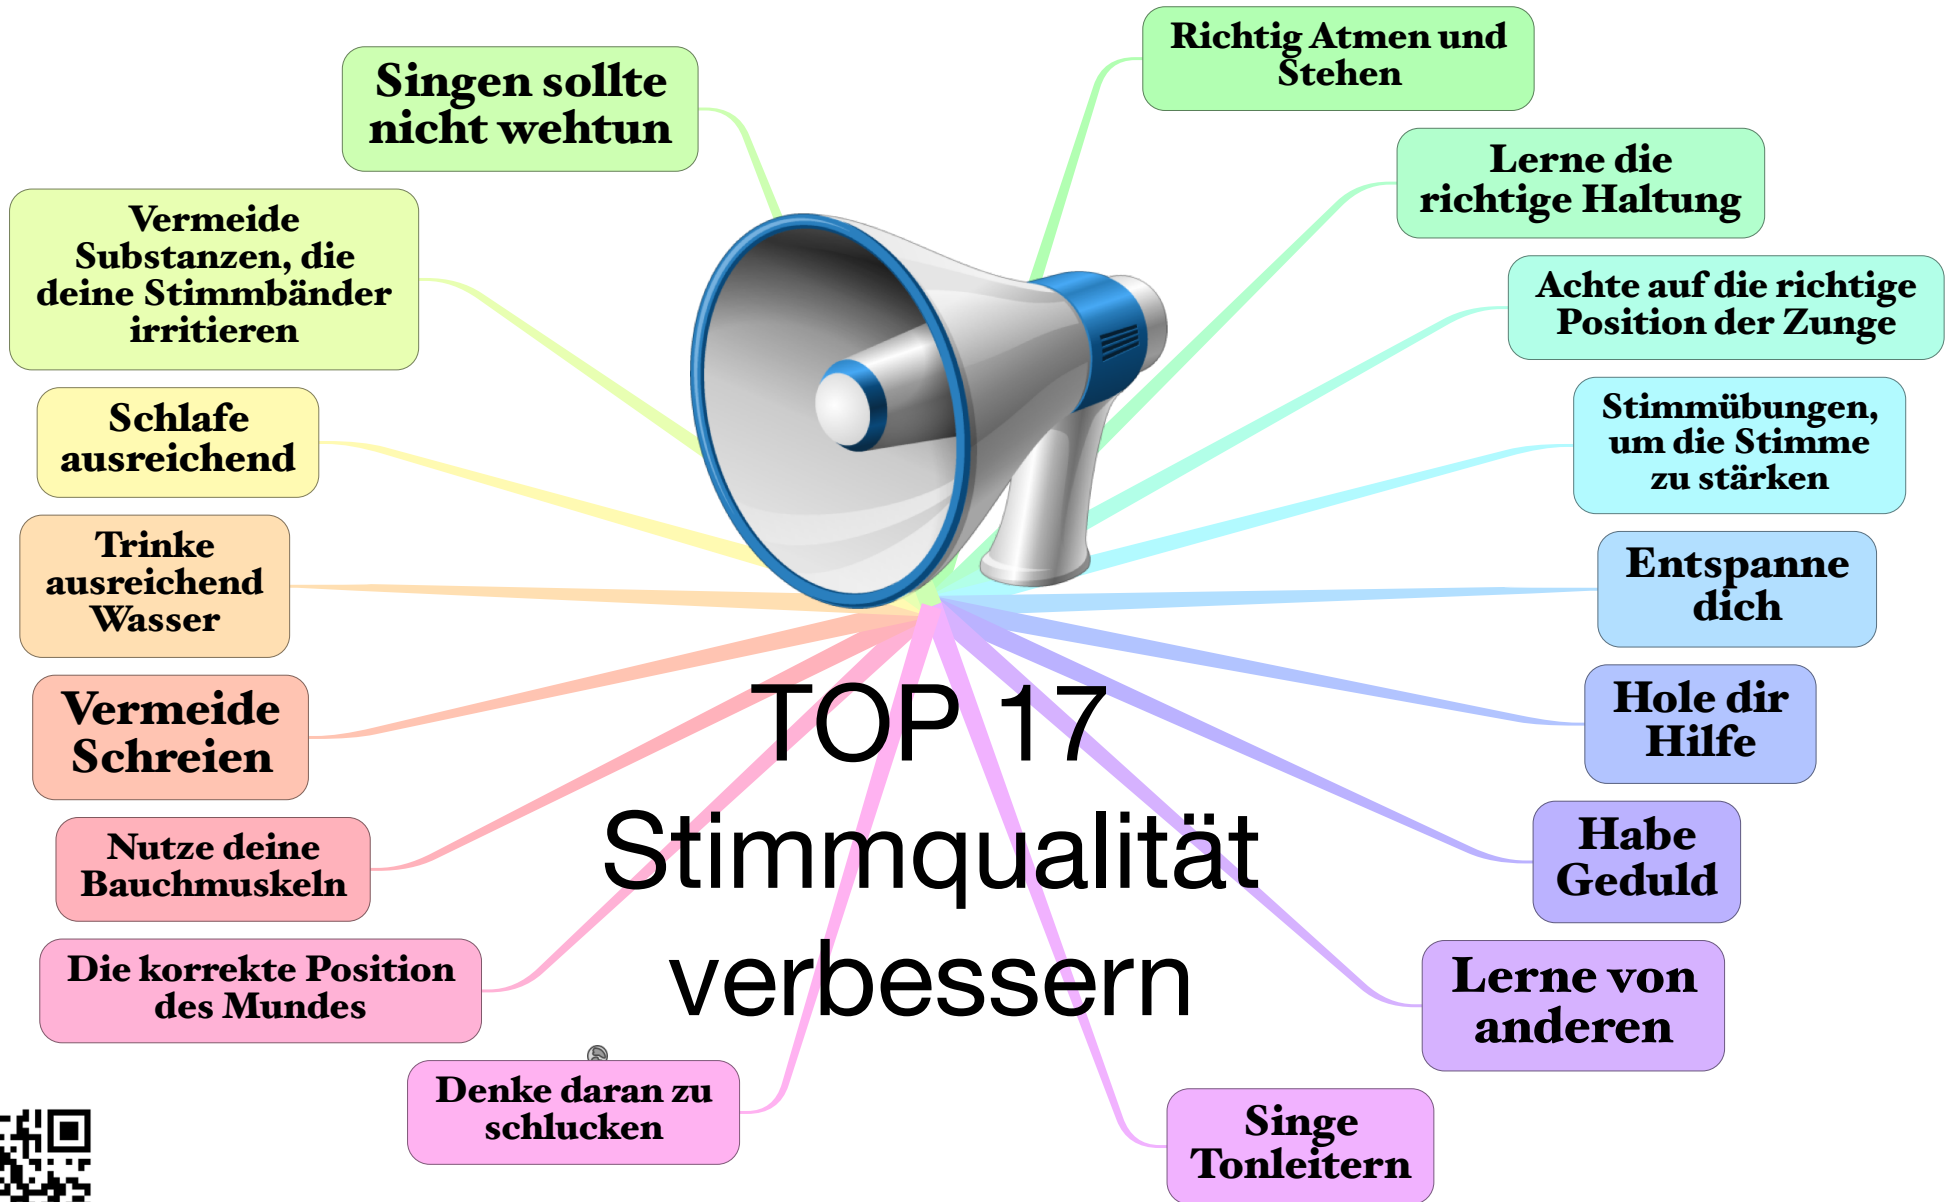 TOP 17
Stimmqualität
verbessern
Richtig Atmen und
Stehen
Lerne die
richtige Haltung
Achte auf die richtige
Position der Zunge
Stimmübungen,
um die Stimme
zu stärken
Entspanne
dich
Hole dir
Hilfe
Habe
Geduld
Lerne von
anderen
Singe
Tonleitern
Denke daran zu
schlucken
Die korrekte Position
des Mundes
Nutze deine
Bauchmuskeln
Vermeide
Schreien
Trinke
ausreichend
Wasser
Schlafe
ausreichend
Vermeide
Substanzen, die
deine Stimmbänder
irritieren
Singen sollte
nicht wehtun